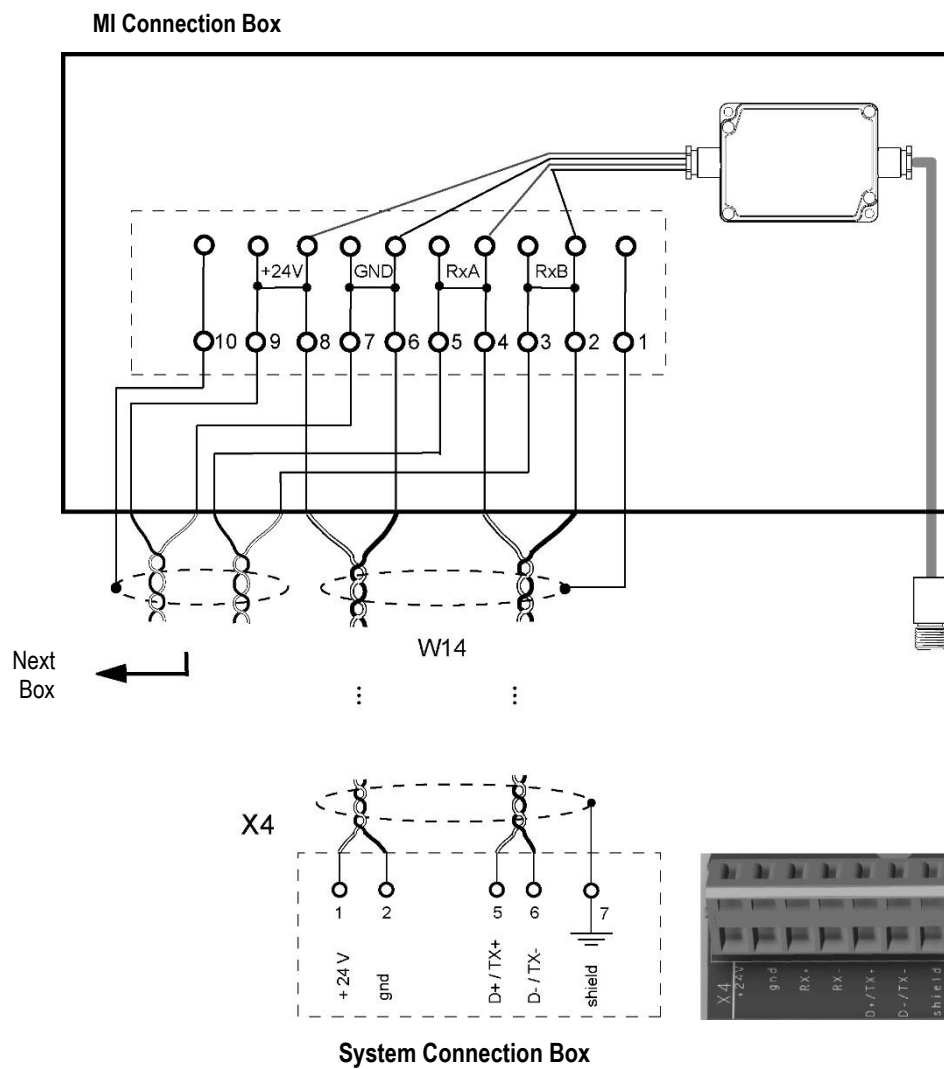 MI Connection Box
+24V GND RxA RxB
10 9 8 7 6 5 4 3 2 1
W14
Next
Box
X4
1 2 5 6 7
+ 24 V
gnd
D+ / TX+
D- / TX-
shield
X4
+24V
gnd
RX+
RX-
D+/TX+
D-/TX-
shield
System Connection Box